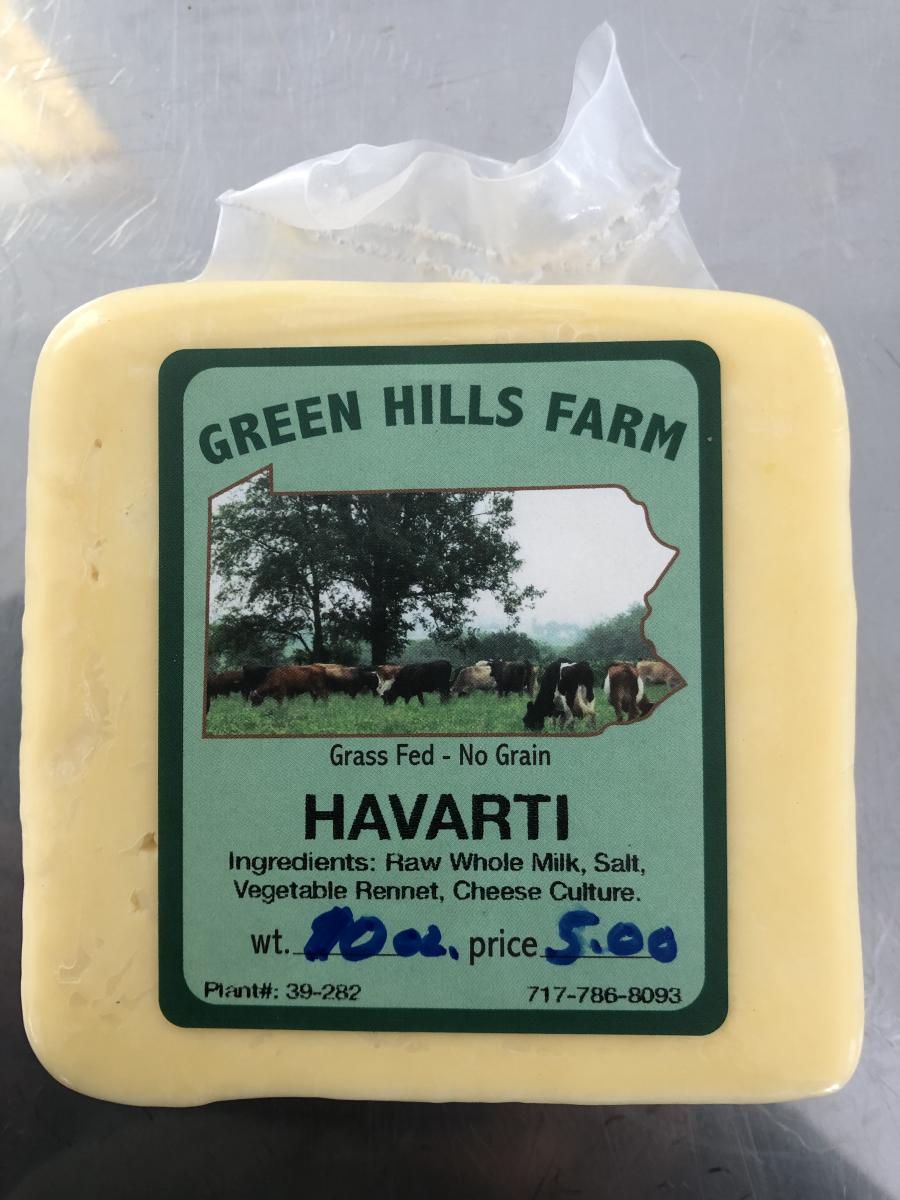 GREEN HILLS FARM
Grass Fed - No Grain
HAVARTI
Ingredients: Raw Whole Milk, Salt,
Vegetable Rennet, Cheese Culture.
wt. 10 oz. price 5.00
Plant#: 39-282 717-786-8093